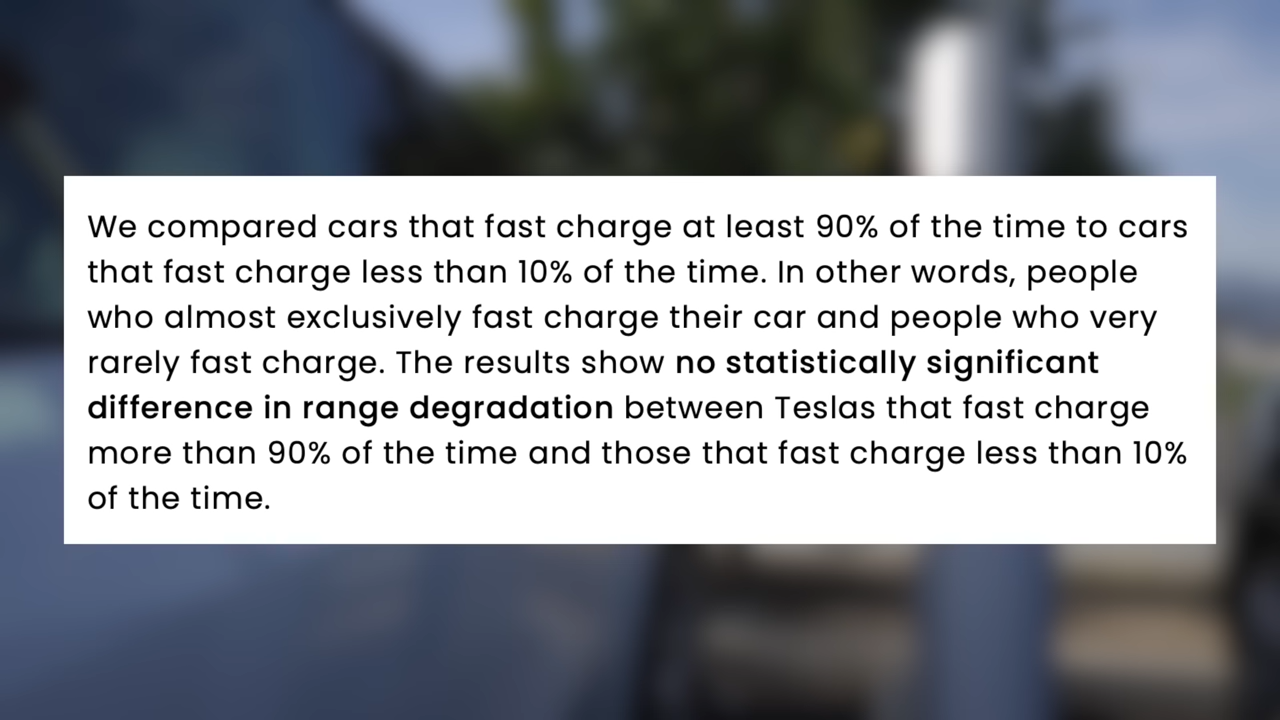 We compared cars that fast charge at least 90% of the time to cars
that fast charge less than 10% of the time. In other words, people
who almost exclusively fast charge their car and people who very
rarely fast charge. The results show no statistically significant
difference in range degradation between Teslas that fast charge
more than 90% of the time and those that fast charge less than 10%
of the time.